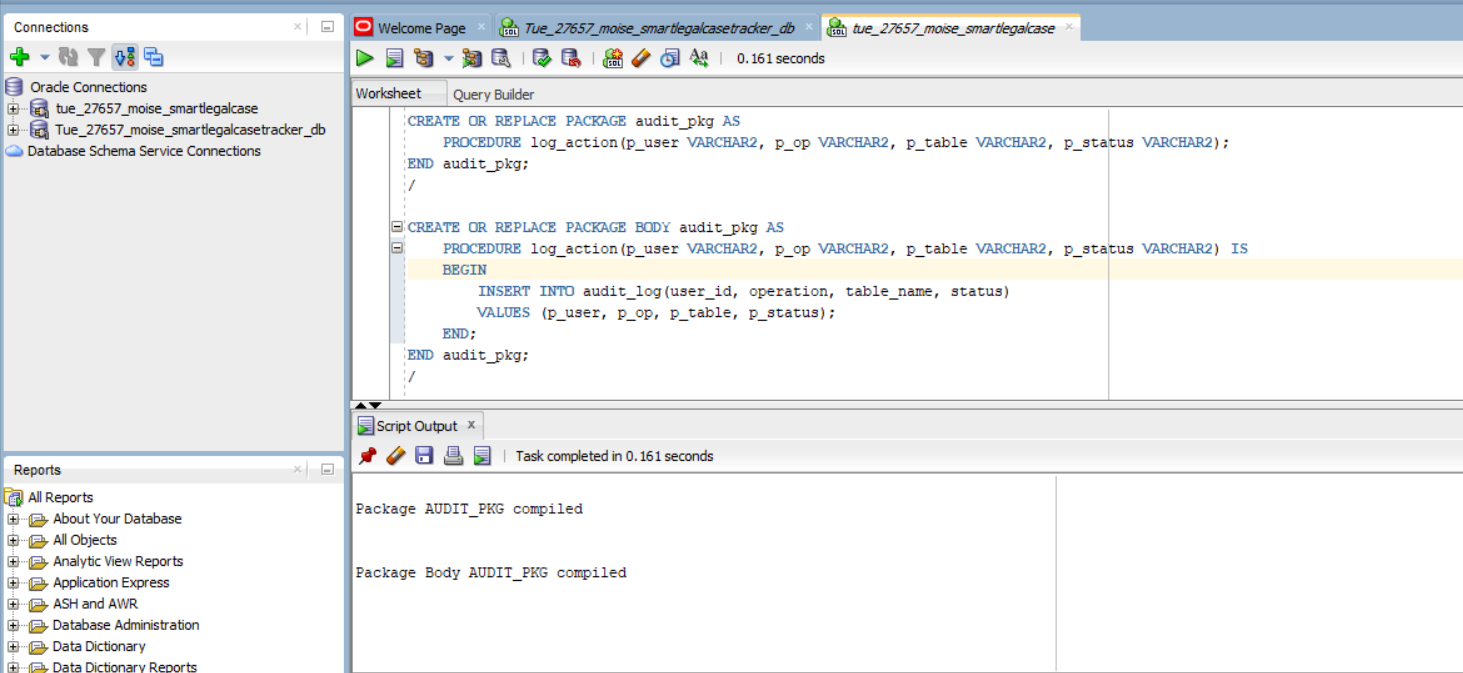 Connections
Oracle Connections
tue_27657_moise_smartlegalcase
Tue_27657_moise_smartlegalcasetracker_db
Database Schema Service Connections
Reports
All Reports
About Your Database
All Objects
Analytic View Reports
Application Express
ASH and AWR
Database Administration
Data Dictionary
Data Dictionary Reports
Welcome Page
Tue_27657_moise_smartlegalcasetracker_db
tue_27657_moise_smartlegalcase
0.161 seconds
Worksheet Query Builder
CREATE OR REPLACE PACKAGE audit_pkg AS
    PROCEDURE log_action(p_user VARCHAR2, p_op VARCHAR2, p_table VARCHAR2, p_status VARCHAR2);
END audit_pkg;
/
CREATE OR REPLACE PACKAGE BODY audit_pkg AS
    PROCEDURE log_action(p_user VARCHAR2, p_op VARCHAR2, p_table VARCHAR2, p_status VARCHAR2) IS
    BEGIN
        INSERT INTO audit_log(user_id, operation, table_name, status)
        VALUES (p_user, p_op, p_table, p_status);
    END;
END audit_pkg;
/
Script Output
Task completed in 0.161 seconds
Package AUDIT_PKG compiled
Package Body AUDIT_PKG compiled